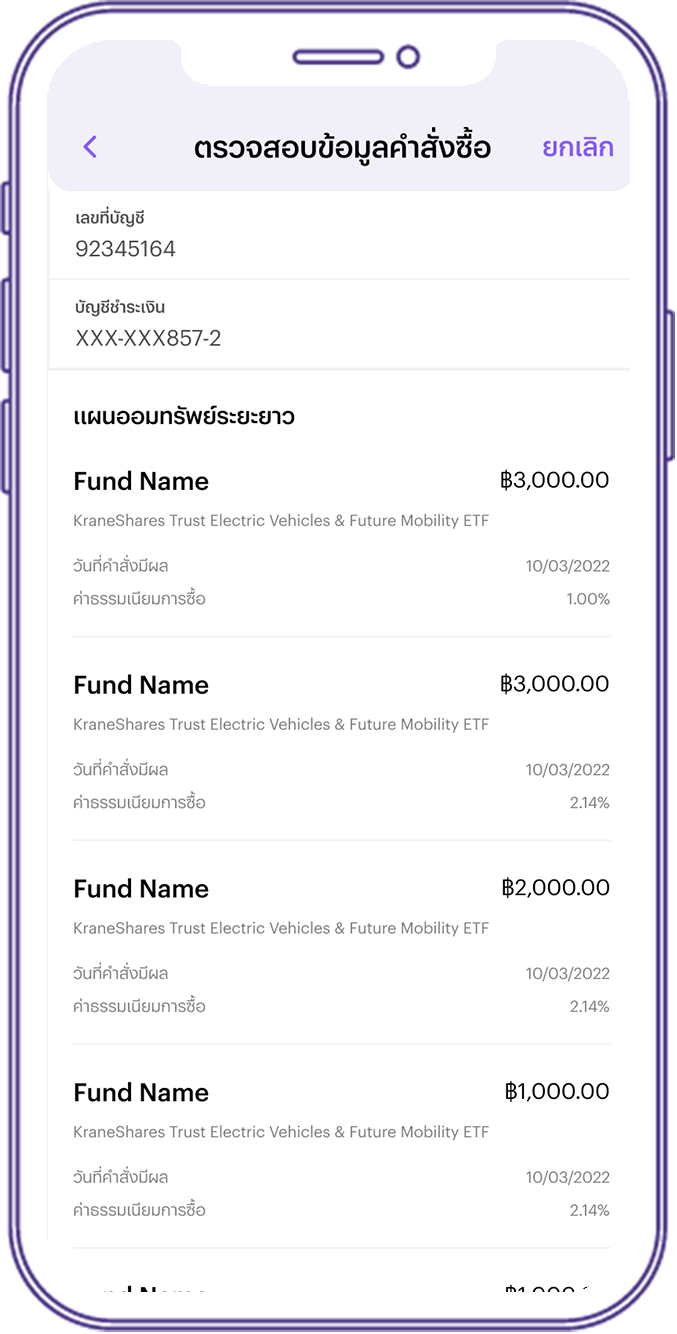 ตรวจสอบข้อมูลคำสั่งซื้อ ยกเลิก
เลขที่บัญชี
92345164
บัญชีชำระเงิน
XXX-XXX857-2
แผนออมทรัพย์ระยะยาว
Fund Name ฿3,000.00
KraneShares Trust Electric Vehicles & Future Mobility ETF
วันที่คำสั่งมีผล 10/03/2022
ค่าธรรมเนียมการซื้อ 1.00%
Fund Name ฿3,000.00
KraneShares Trust Electric Vehicles & Future Mobility ETF
วันที่คำสั่งมีผล 10/03/2022
ค่าธรรมเนียมการซื้อ 2.14%
Fund Name ฿2,000.00
KraneShares Trust Electric Vehicles & Future Mobility ETF
วันที่คำสั่งมีผล 10/03/2022
ค่าธรรมเนียมการซื้อ 2.14%
Fund Name ฿1,000.00
KraneShares Trust Electric Vehicles & Future Mobility ETF
วันที่คำสั่งมีผล 10/03/2022
ค่าธรรมเนียมการซื้อ 2.14%